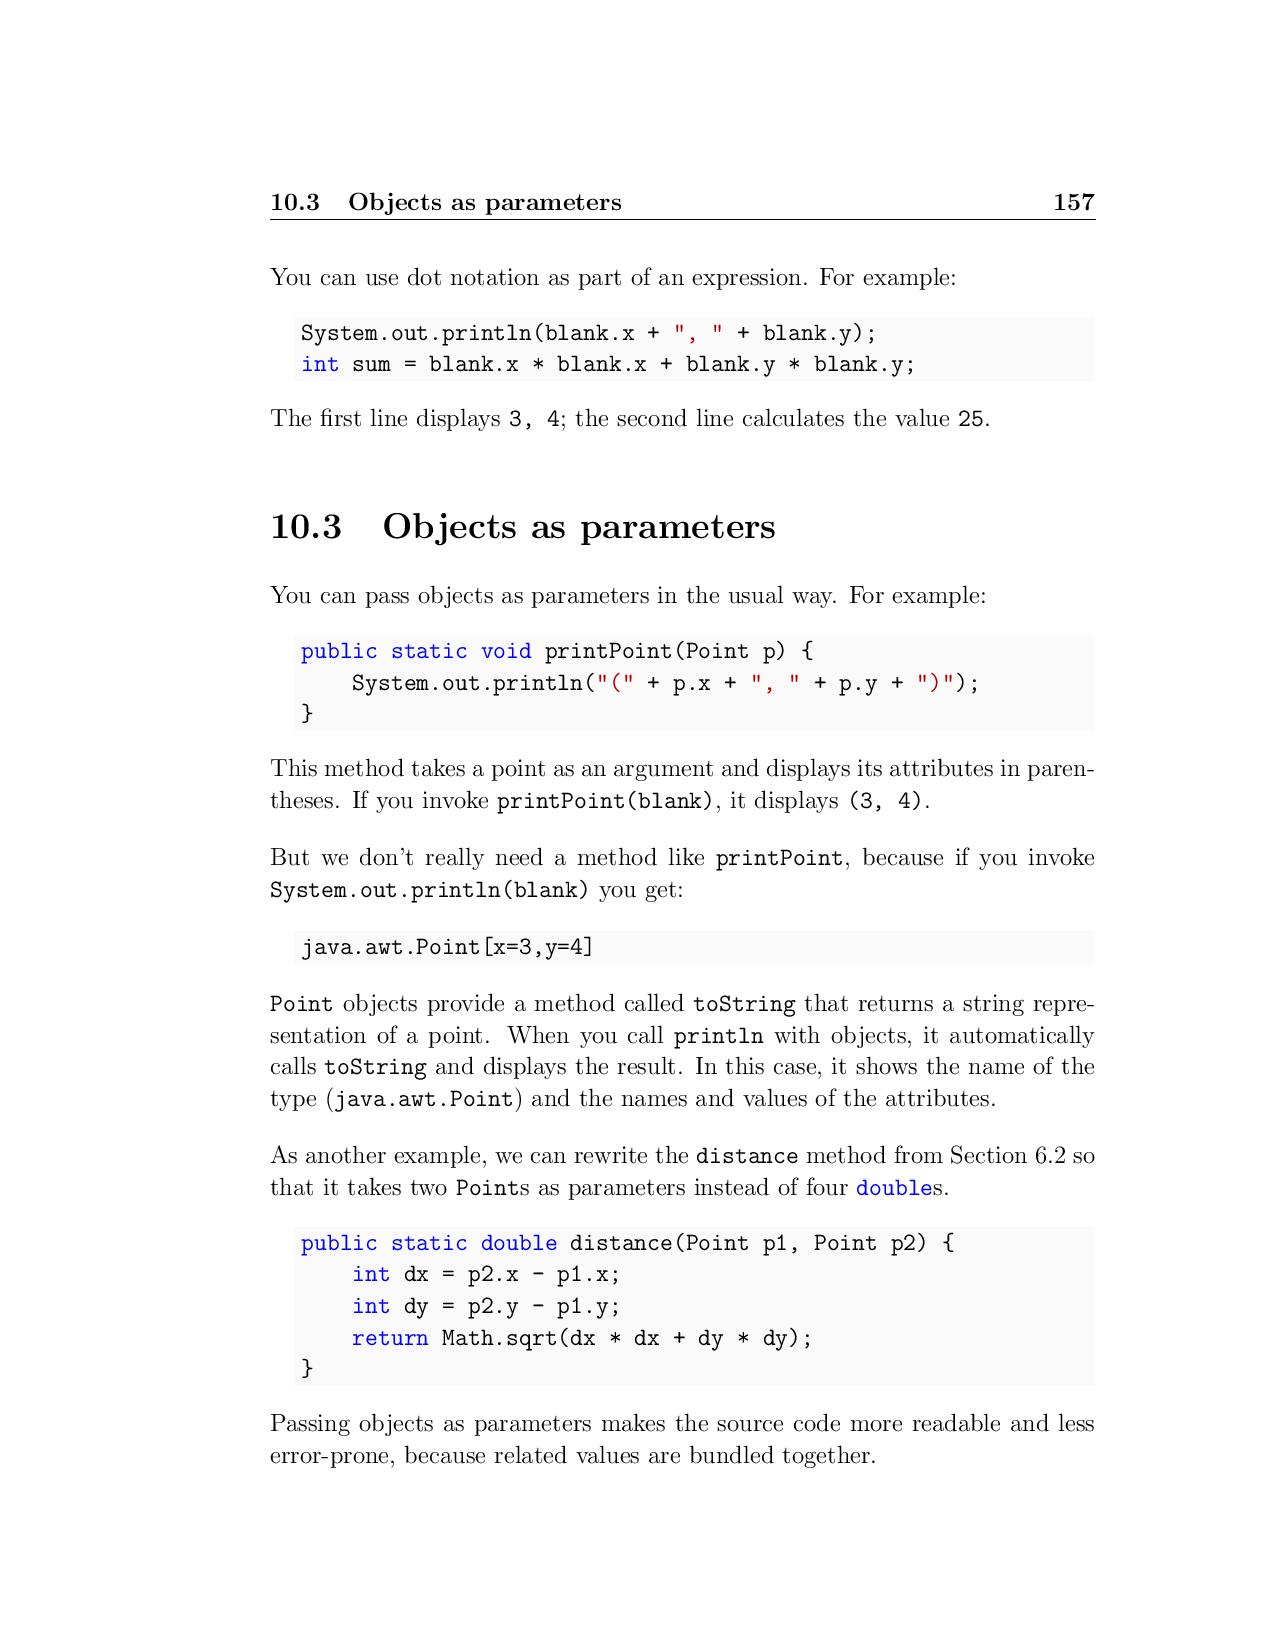 10.3 Objects as parameters 157
You can use dot notation as part of an expression. For example:
System.out.println(blank.x + ", " + blank.y);
int sum = blank.x * blank.x + blank.y * blank.y;
The first line displays 3, 4; the second line calculates the value 25.
10.3 Objects as parameters
You can pass objects as parameters in the usual way. For example:
public static void printPoint(Point p) {
    System.out.println("(" + p.x + ", " + p.y + ")");
}
This method takes a point as an argument and displays its attributes in paren-
theses. If you invoke printPoint(blank), it displays (3, 4).
But we don't really need a method like printPoint, because if you invoke
System.out.println(blank) you get:
java.awt.Point[x=3,y=4]
Point objects provide a method called toString that returns a string repre-
sentation of a point. When you call println with objects, it automatically
calls toString and displays the result. In this case, it shows the name of the
type (java.awt.Point) and the names and values of the attributes.
As another example, we can rewrite the distance method from Section 6.2 so
that it takes two Points as parameters instead of four doubles.
public static double distance(Point p1, Point p2) {
    int dx = p2.x - p1.x;
    int dy = p2.y - p1.y;
    return Math.sqrt(dx * dx + dy * dy);
}
Passing objects as parameters makes the source code more readable and less
error-prone, because related values are bundled together.